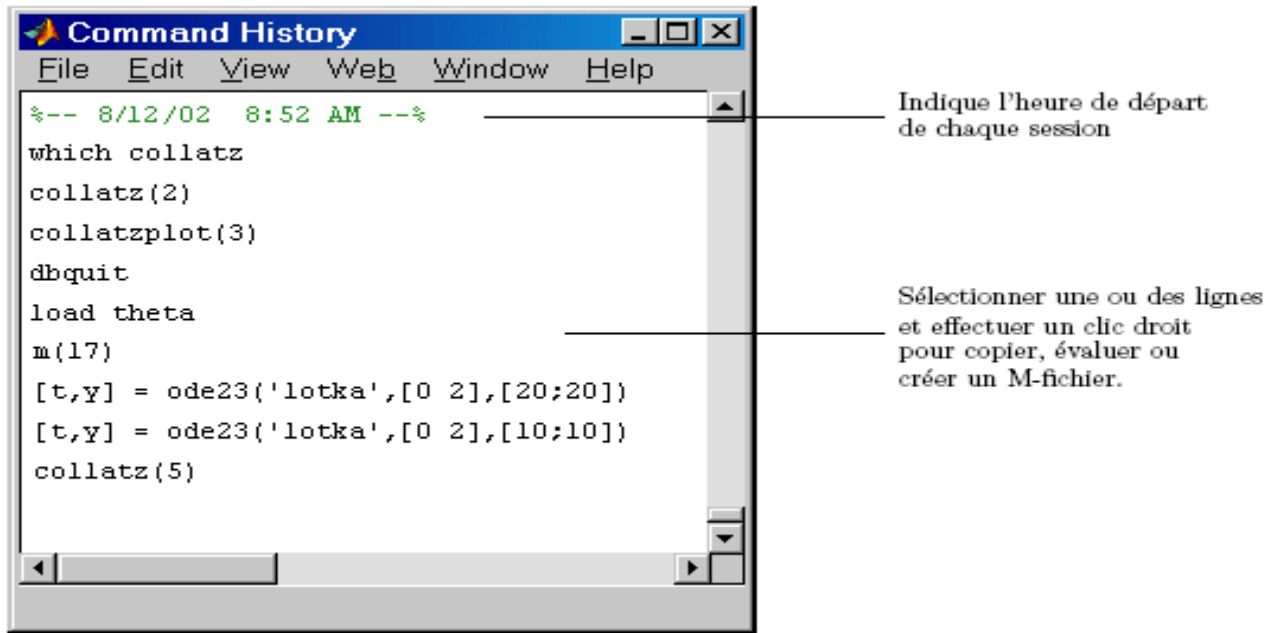 Command History
File Edit View Web Window Help
%-- 8/12/02 8:52 AM --%
which collatz
collatz(2)
collatzplot(3)
dbquit
load theta
m(17)
[t,y] = ode23('lotka',[0 2],[20;20])
[t,y] = ode23('lotka',[0 2],[10;10])
collatz(5)
Indique l'heure de départ
de chaque session
Sélectionner une ou des lignes
et effectuer un clic droit
pour copier, évaluer ou
créer un M-fichier.